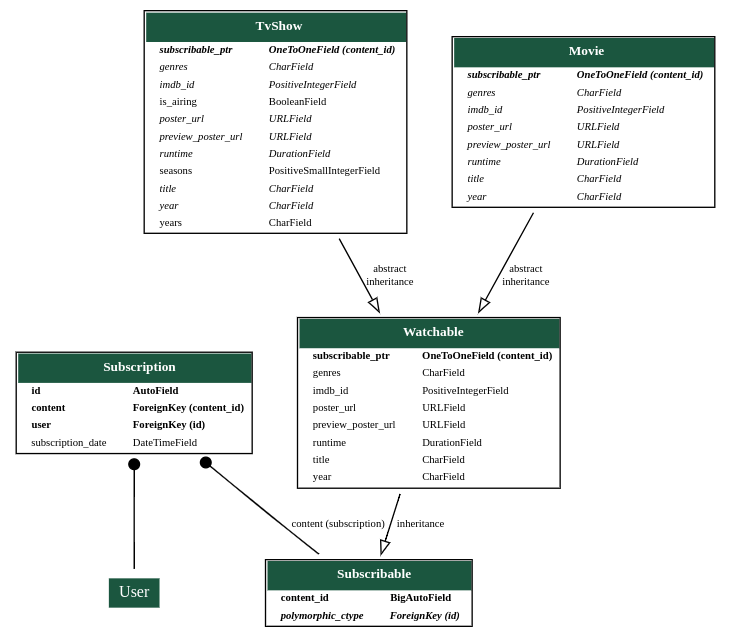 TvShow
subscribable_ptr OneToOneField (content_id)
genres CharField
imdb_id PositiveIntegerField
is_airing BooleanField
poster_url URLField
preview_poster_url URLField
runtime DurationField
seasons PositiveSmallIntegerField
title CharField
year CharField
years CharField
Movie
subscribable_ptr OneToOneField (content_id)
genres CharField
imdb_id PositiveIntegerField
poster_url URLField
preview_poster_url URLField
runtime DurationField
title CharField
year CharField
abstract
inheritance
abstract
inheritance
Watchable
subscribable_ptr OneToOneField (content_id)
genres CharField
imdb_id PositiveIntegerField
poster_url URLField
preview_poster_url URLField
runtime DurationField
title CharField
year CharField
Subscription
id AutoField
content ForeignKey (content_id)
user ForeignKey (id)
subscription_date DateTimeField
content (subscription)
inheritance
User
Subscribable
content_id BigAutoField
polymorphic_ctype ForeignKey (id)